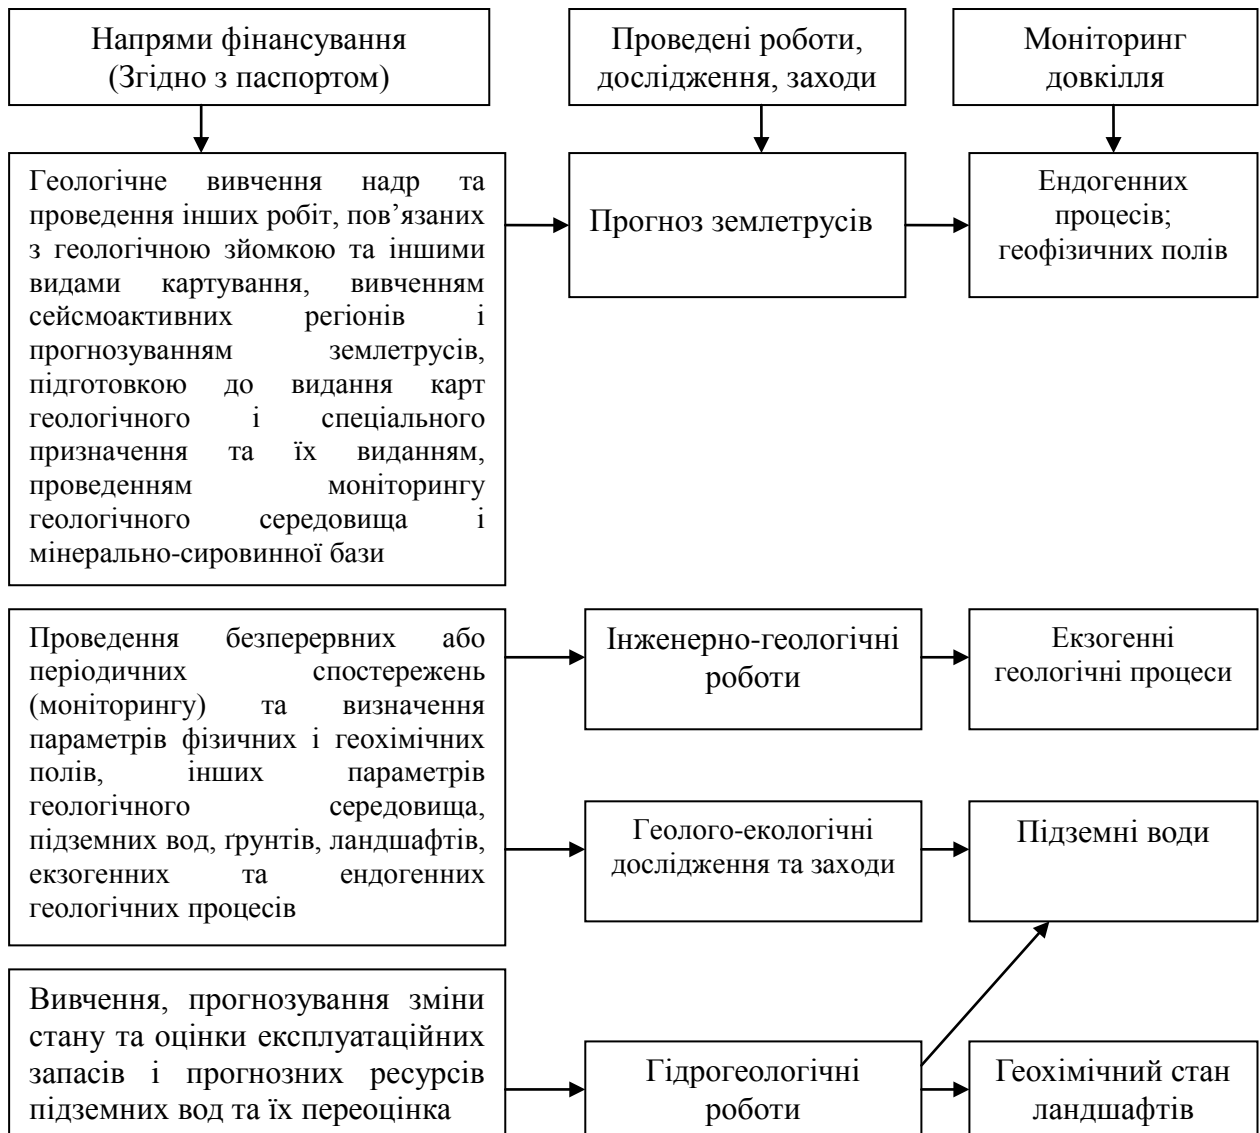 Напрями фінансування
(Згідно з паспортом)
Проведені роботи,
дослідження, заходи
Моніторинг
довкілля
Геологічне вивчення надр та
проведення інших робіт, пов’язаних
з геологічною зйомкою та іншими
видами картування, вивченням
сейсмоактивних регіонів і
прогнозуванням землетрусів,
підготовкою до видання карт
геологічного і спеціального
призначення та їх виданням,
проведенням моніторингу
геологічного середовища і
мінерально-сировинної бази
Прогноз землетрусів
Ендогенних
процесів;
геофізичних полів
Проведення безперервних або
періодичних спостережень
(моніторингу) та визначення
параметрів фізичних і геохімічних
полів, інших параметрів
геологічного середовища,
підземних вод, ґрунтів, ландшафтів,
екзогенних та ендогенних
геологічних процесів
Інженерно-геологічні
роботи
Екзогенні
геологічні процеси
Геолого-екологічні
дослідження та заходи
Підземні води
Вивчення, прогнозування зміни
стану та оцінки експлуатаційних
запасів і прогнозних ресурсів
підземних вод та їх переоцінка
Гідрогеологічні
роботи
Геохімічний стан
ландшафтів